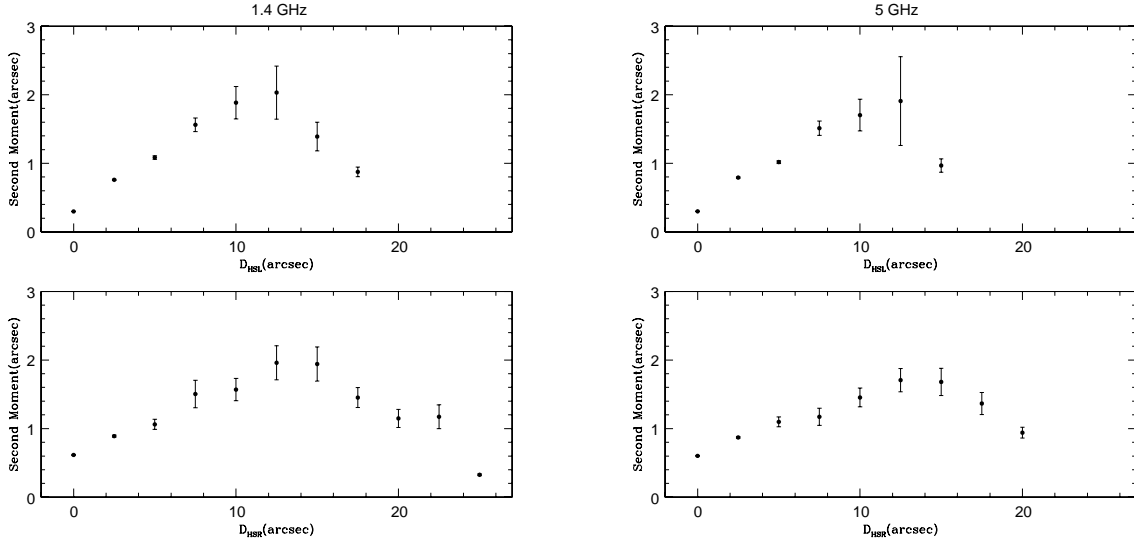 1.4 GHz
5 GHz
3
2
1
0
Second Moment(arcsec)
0 10 20
D_HSL(arcsec)
3
2
1
0
Second Moment(arcsec)
0 10 20
D_HSL(arcsec)
3
2
1
0
Second Moment(arcsec)
0 10 20
D_HSR(arcsec)
3
2
1
0
Second Moment(arcsec)
0 10 20
D_HSR(arcsec)